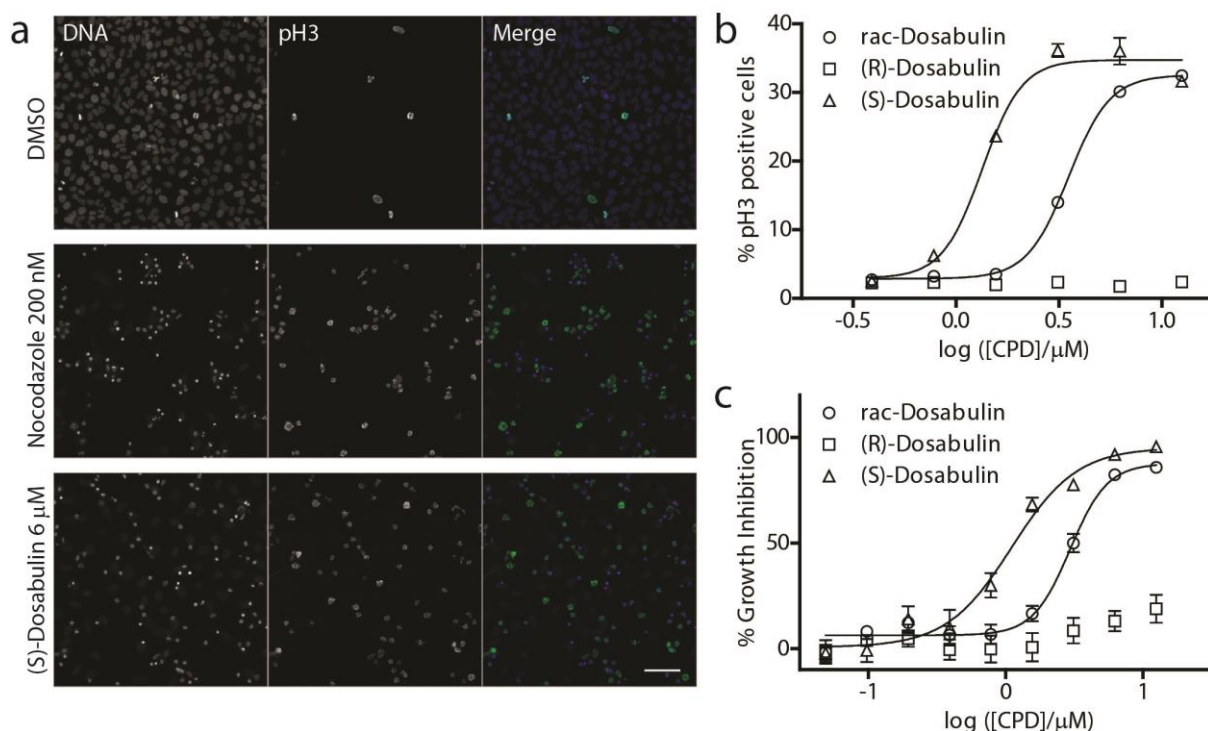 a
DNA
pH3
Merge
DMSO
Nocodazole 200 nM
(S)-Dosabulin 6 μM
b
rac-Dosabulin
(R)-Dosabulin
(S)-Dosabulin
40
30
20
10
0
% pH3 positive cells
-0.5
0.0
0.5
1.0
log ([CPD]/μM)
c
rac-Dosabulin
(R)-Dosabulin
(S)-Dosabulin
100
50
0
% Growth Inhibition
-1
0
1
log ([CPD]/μM)